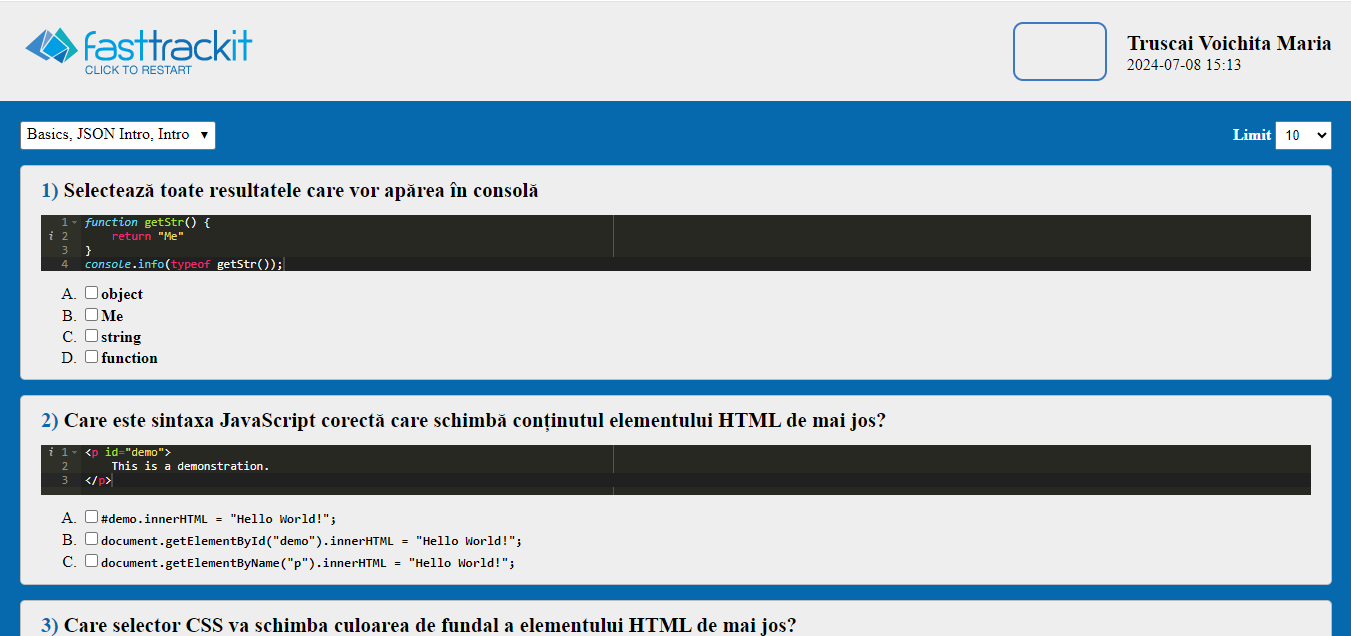 fasttrackit
CLICK TO RESTART
Truscai Voichita Maria
2024-07-08 15:13
Basics, JSON Intro, Intro
Limit 10
1) Selectează toate resultatele care vor apărea în consolă
1 function getStr() {
i 2 return "Me"
3 }
4 console.info(typeof getStr());
A. object
B. Me
C. string
D. function
2) Care este sintaxa JavaScript corectă care schimbă conținutul elementului HTML de mai jos?
i 1 <p id="demo">
2 This is a demonstration.
3 </p>
A. #demo.innerHTML = "Hello World!";
B. document.getElementById("demo").innerHTML = "Hello World!";
C. document.getElementByName("p").innerHTML = "Hello World!";
3) Care selector CSS va schimba culoarea de fundal a elementului HTML de mai jos?